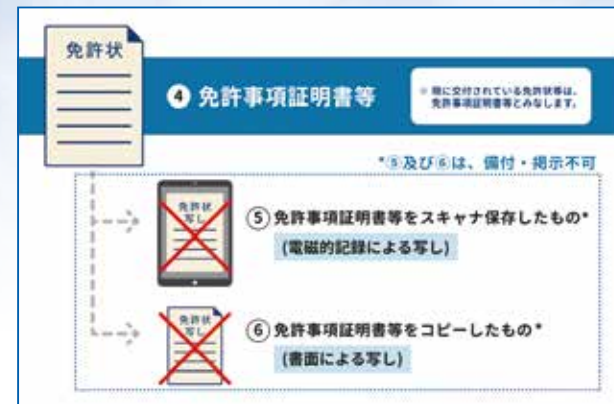 免許状
④ 免許事項証明書等
※ 既に交付されている免許状等は、
免許事項証明書等とみなします。
*⑤及び⑥は、備付・掲示不可
免許状
写し
⑤ 免許事項証明書等をスキャナ保存したもの*
(電磁的記録による写し)
免許状
写し
⑥ 免許事項証明書等をコピーしたもの*
(書面による写し)